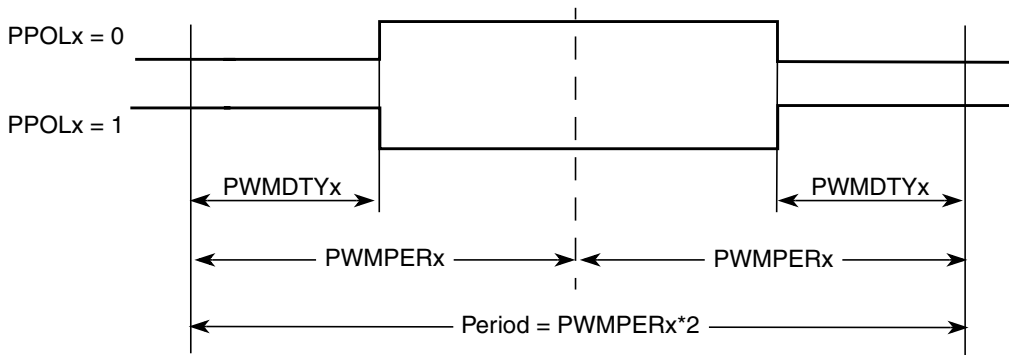 PPOLx = 0
PPOLx = 1
PWMDTYx
PWMDTYx
PWMPERx
PWMPERx
Period = PWMPERx*2